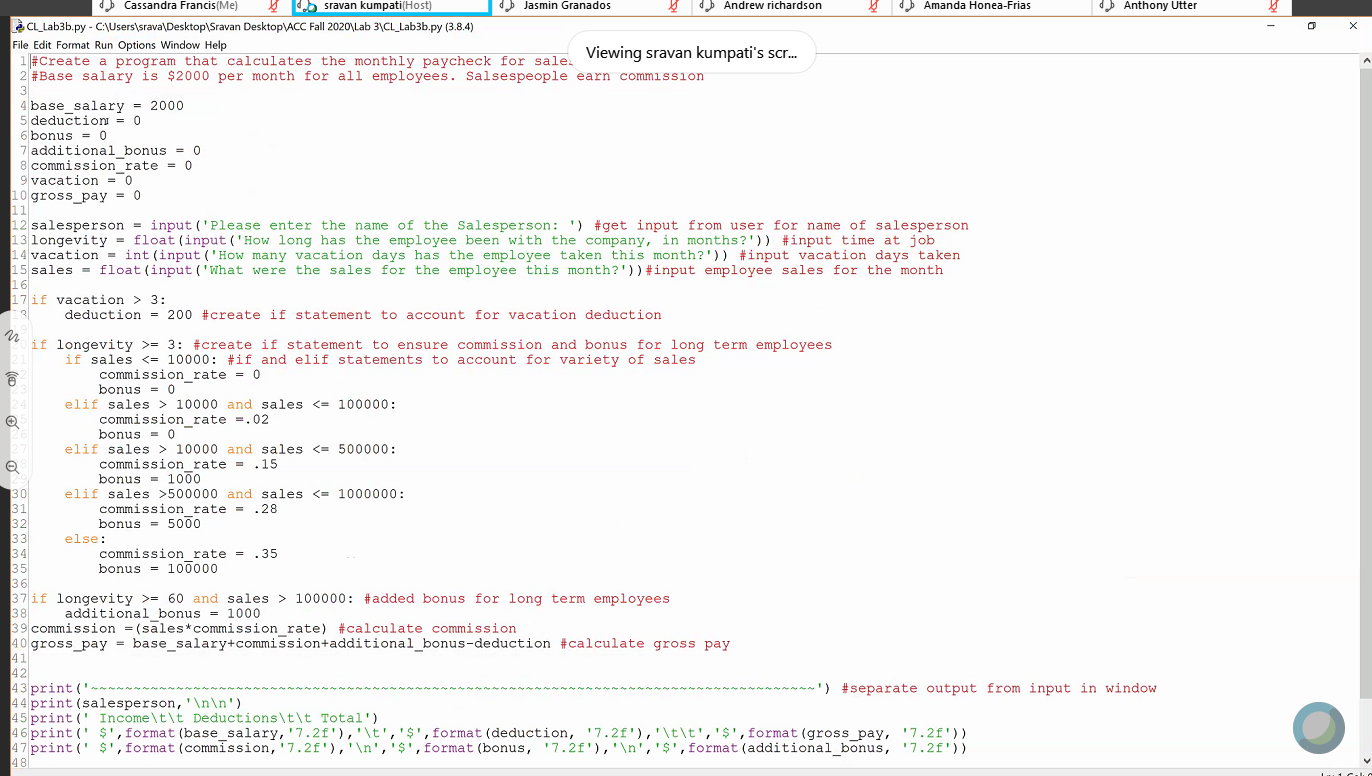 Cassandra Francis(Me) sravan kumpati(Host) Jasmin Granados Andrew richardson Amanda Honea-Frias Anthony Utter
CL_Lab3b.py - C:\Users\srava\Desktop\Sravan Desktop\ACC Fall 2020\Lab 3\CL_Lab3b.py (3.8.4)
File Edit Format Run Options Window Help
Viewing sravan kumpati's scr...
1 #Create a program that calculates the monthly paycheck for sales
2 #Base salary is $2000 per month for all employees. Salsespeople earn commission
3
4 base_salary = 2000
5 deduction = 0
6 bonus = 0
7 additional_bonus = 0
8 commission_rate = 0
9 vacation = 0
10 gross_pay = 0
11
12 salesperson = input('Please enter the name of the Salesperson: ') #get input from user for name of salesperson
13 longevity = float(input('How long has the employee been with the company, in months?')) #input time at job
14 vacation = int(input('How many vacation days has the employee taken this month?')) #input vacation days taken
15 sales = float(input('What were the sales for the employee this month?'))#input employee sales for the month
16
17 if vacation > 3:
deduction = 200 #create if statement to account for vacation deduction
if longevity >= 3: #create if statement to ensure commission and bonus for long term employees
if sales <= 10000: #if and elif statements to account for variety of sales
commission_rate = 0
bonus = 0
elif sales > 10000 and sales <= 100000:
commission_rate =.02
bonus = 0
elif sales > 10000 and sales <= 500000:
commission_rate = .15
bonus = 1000
30 elif sales >500000 and sales <= 1000000:
31 commission_rate = .28
32 bonus = 5000
33 else:
34 commission_rate = .35
35 bonus = 100000
36
37 if longevity >= 60 and sales > 100000: #added bonus for long term employees
38 additional_bonus = 1000
39 commission =(sales*commission_rate) #calculate commission
40 gross_pay = base_salary+commission+additional_bonus-deduction #calculate gross pay
41
42
43 print('~~~~~~~~~~~~~~~~~~~~~~~~~~~~~~~~~~~~~~~~~~~~~~~~~~~~~~~~~~~~~~~~~~~~~~~~~~~~~~~~~~~~~') #separate output from input in window
44 print(salesperson,'\n\n')
45 print(' Income\t\t Deductions\t\t Total')
46 print(' $',format(base_salary,'7.2f'),'\t','$',format(deduction, '7.2f'),'\t\t','$',format(gross_pay, '7.2f'))
47 print(' $',format(commission,'7.2f'),'\n','$',format(bonus, '7.2f'),'\n','$',format(additional_bonus, '7.2f'))
48